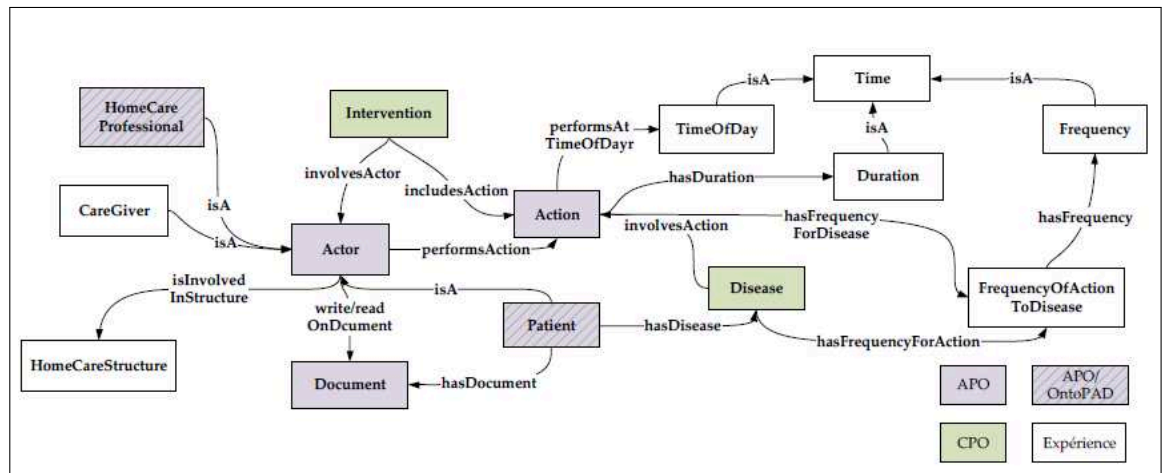 isA
Time
isA
HomeCare
Professional
Intervention
performsAt
TimeOfDayr
TimeOfDay
isA
Frequency
involvesActor
includesAction
hasDuration
Duration
CareGiver
isA
Action
involvesAction
hasFrequency
ForDisease
hasFrequency
isA
Actor
performsAction
isInvolved
InStructure
isA
Disease
FrequencyOfAction
ToDisease
write/read
OnDcument
Patient
hasDisease
hasFrequencyForAction
HomeCareStructure
Document
hasDocument
APO
APO/
OntoPAD
CPO
Expérience